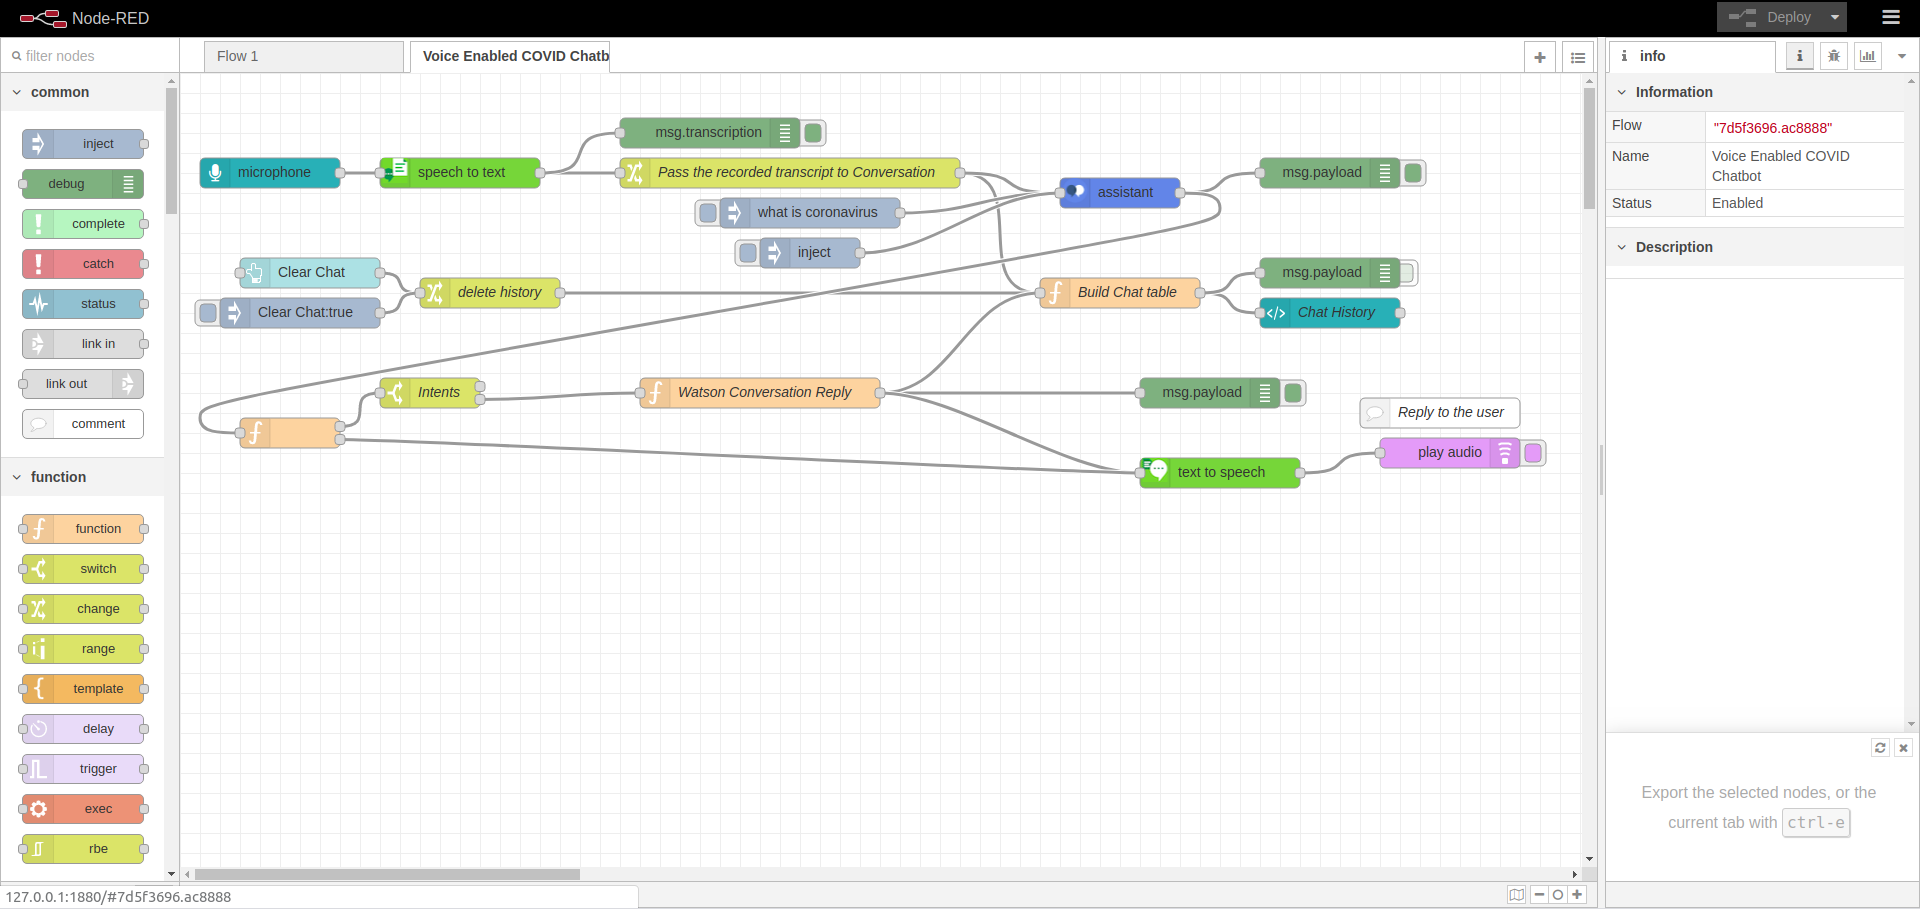 Node-RED
Deploy
filter nodes
Flow 1
Voice Enabled COVID Chatb
info
common
inject
debug
complete
catch
status
link in
link out
comment
function
function
switch
change
range
template
delay
trigger
exec
rbe
msg.transcription
microphone
speech to text
Pass the recorded transcript to Conversation
assistant
msg.payload
what is coronavirus
inject
Clear Chat
delete history
Clear Chat:true
Build Chat table
msg.payload
Chat History
Intents
Watson Conversation Reply
msg.payload
Reply to the user
play audio
text to speech
Information
Flow "7d5f3696.ac8888"
Name Voice Enabled COVID
Chatbot
Status Enabled
Description
Export the selected nodes, or the
current tab with ctrl-e
127.0.0.1:1880/#7d5f3696.ac8888